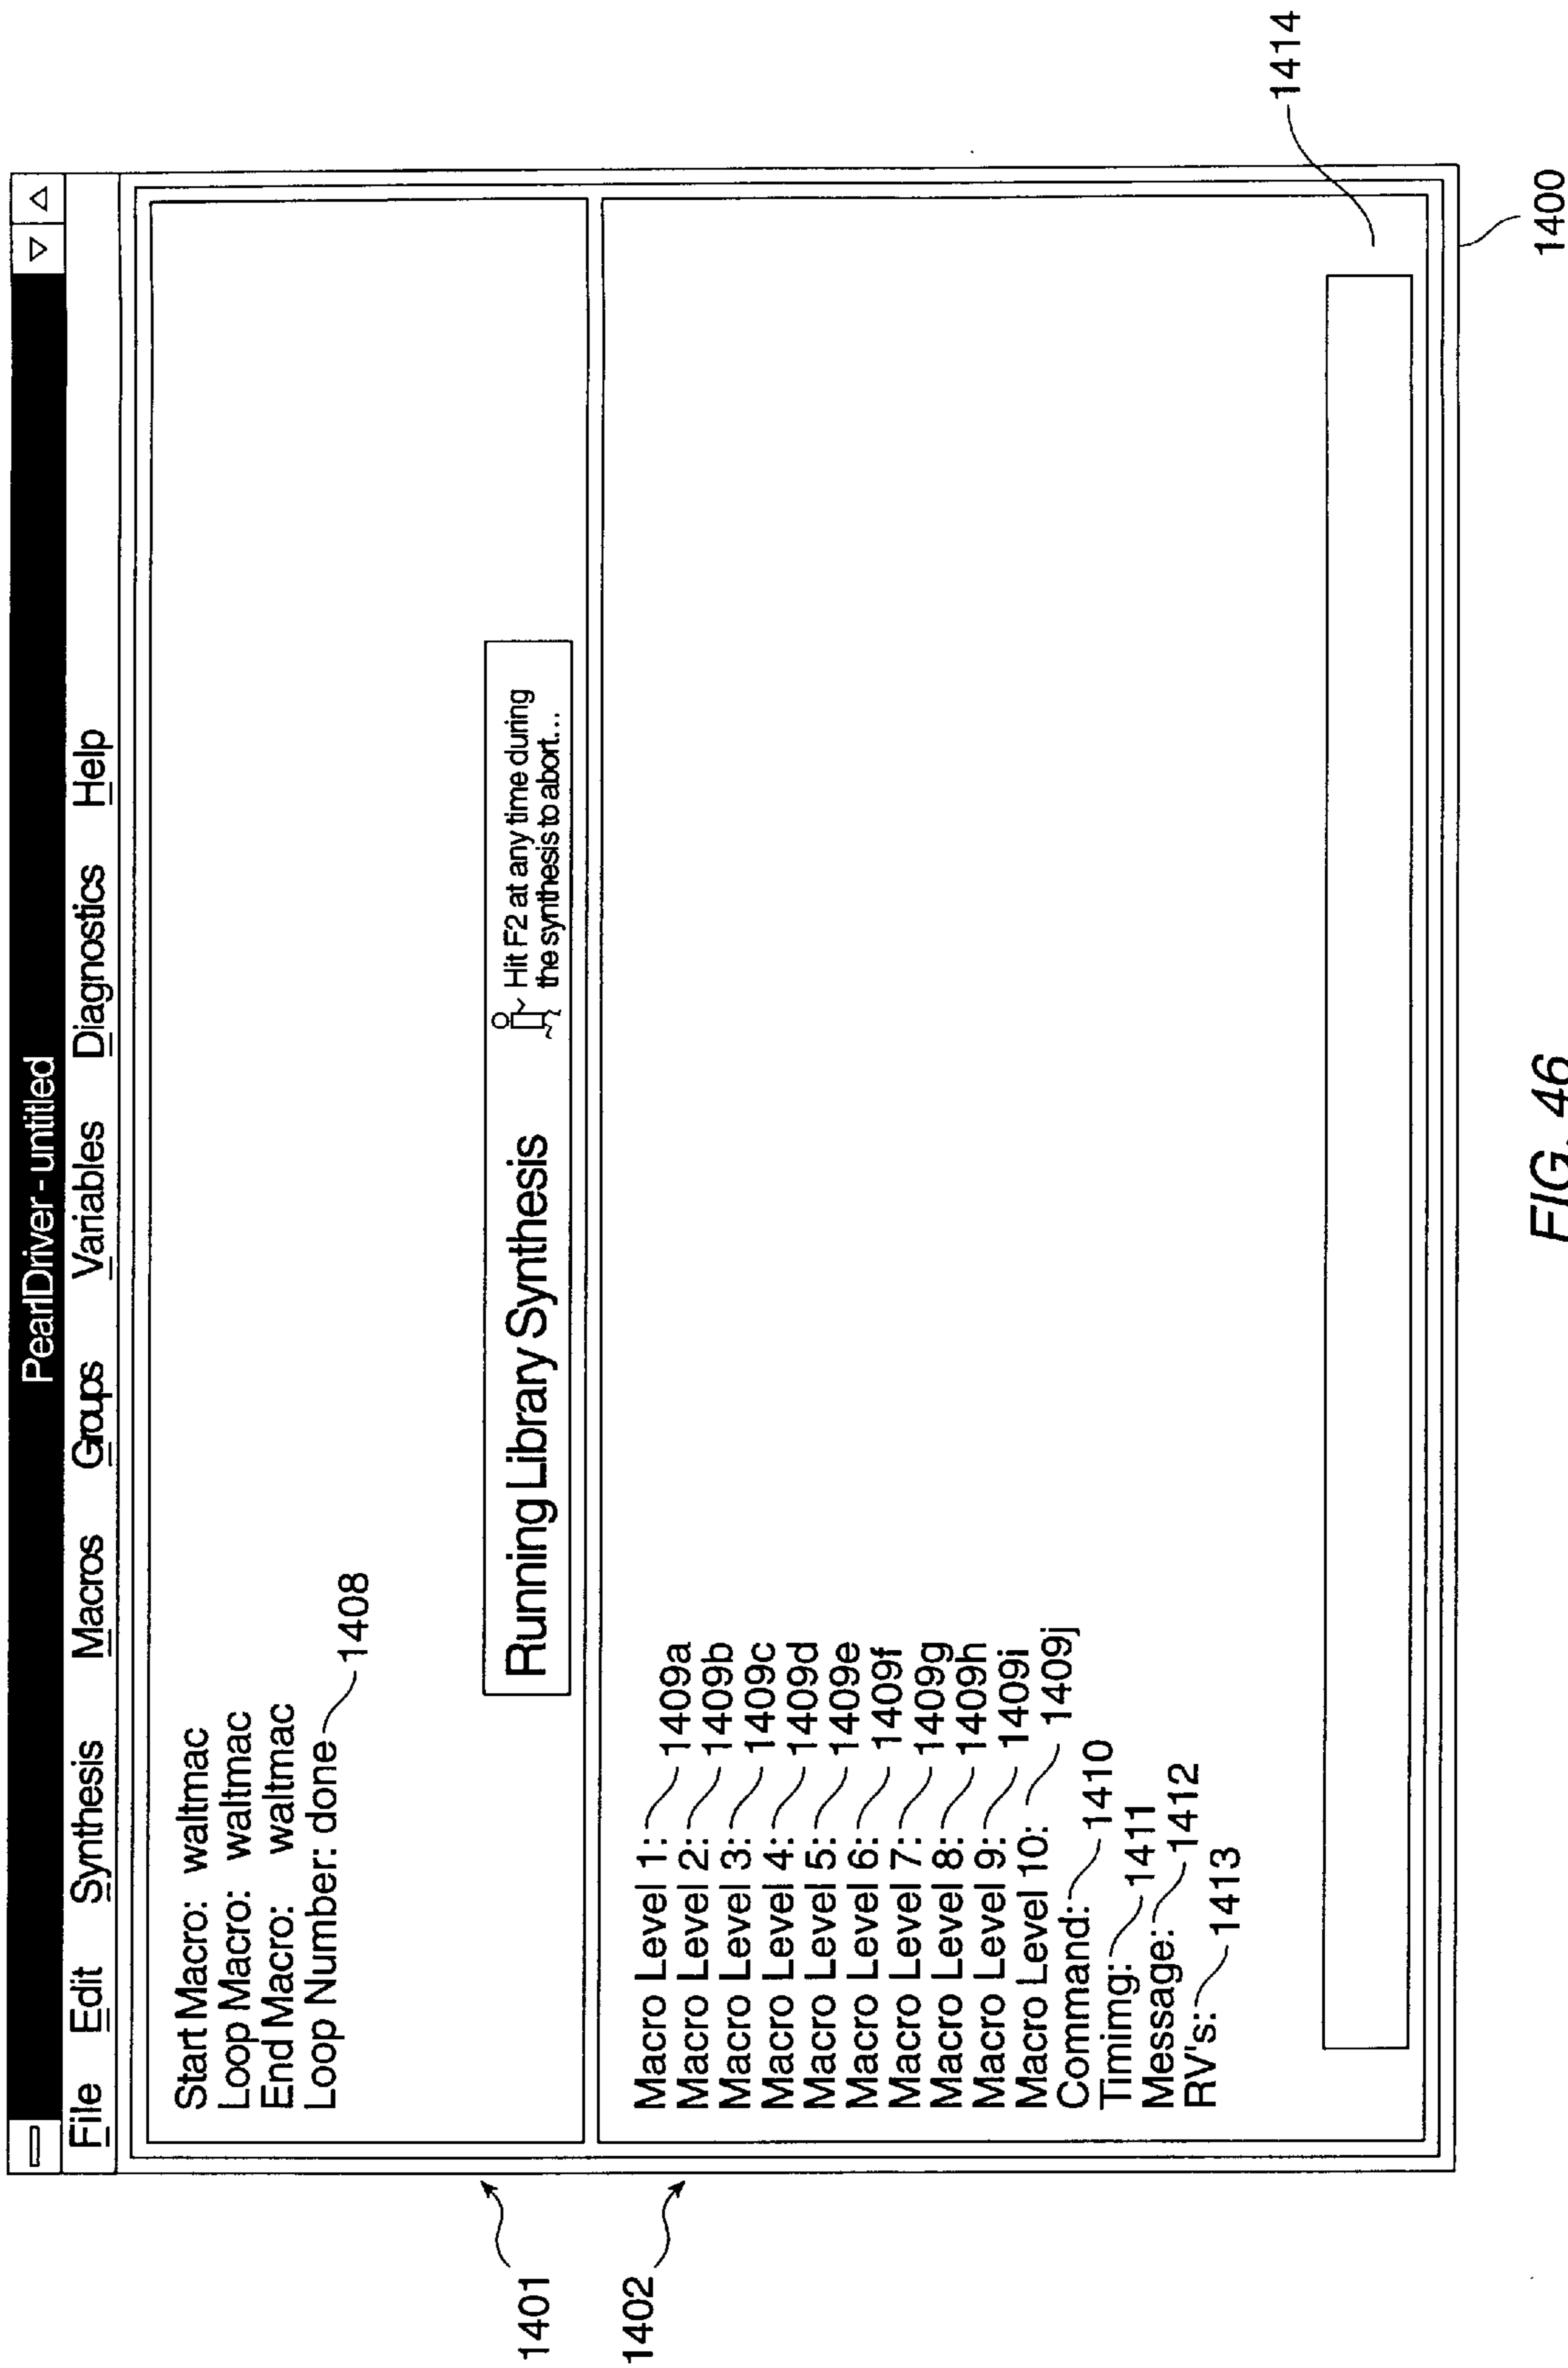 PearlDriver - untitled
File Edit Synthesis Macros Groups Variables Diagnostics Help
Start Macro: waltmac
Loop Macro: waltmac
End Macro: waltmac
Loop Number: done 1408
Running Library Synthesis
Hit F2 at any time during
the synthesis to abort...
1401
1402
Macro Level 1: 1409a
Macro Level 2: 1409b
Macro Level 3: 1409c
Macro Level 4: 1409d
Macro Level 5: 1409e
Macro Level 6: 1409f
Macro Level 7: 1409g
Macro Level 8: 1409h
Macro Level 9: 1409i
Macro Level 10: 1409j
Command: 1410
Timimg: 1411
Message: 1412
RV's: 1413
1414
1400
FIG. 46